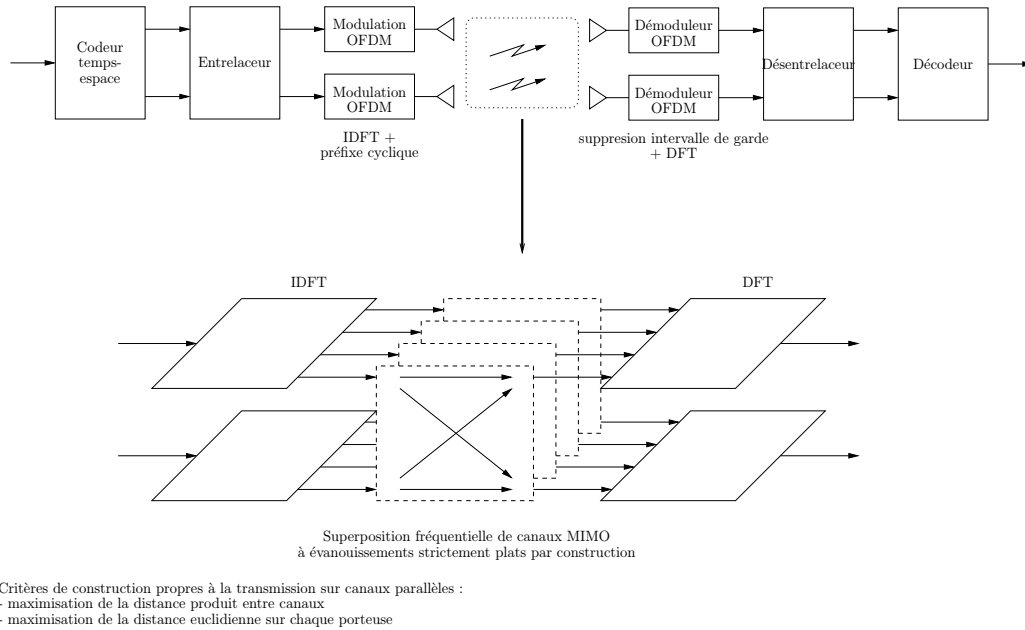 Codeur
temps-
espace
Entrelaceur
Modulation
OFDM
Modulation
OFDM
IDFT +
préfixe cyclique
Démoduleur
OFDM
Démoduleur
OFDM
suppresion intervalle de garde
+ DFT
Désentrelaceur
Décodeur
IDFT
DFT
Superposition fréquentielle de canaux MIMO
à évanouissements strictement plats par construction
Critères de construction propres à la transmission sur canaux parallèles :
- maximisation de la distance produit entre canaux
- maximisation de la distance euclidienne sur chaque porteuse